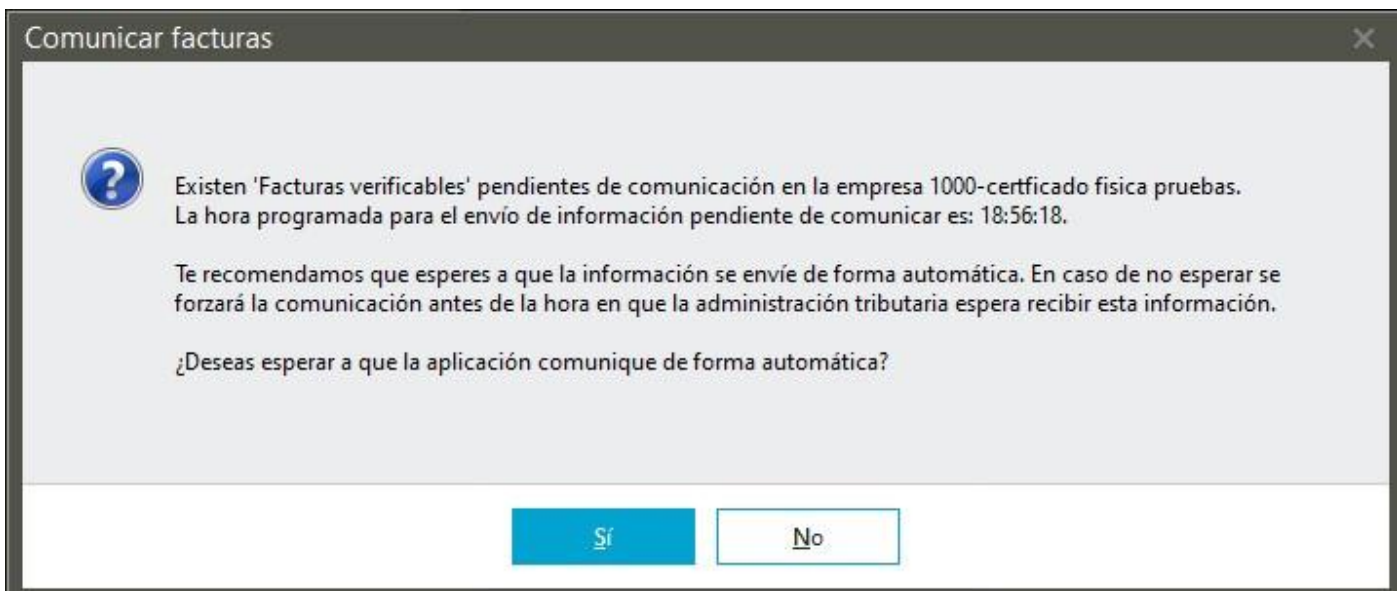 Comunicar facturas
Existen 'Facturas verificables' pendientes de comunicación en la empresa 1000-certficado fisica pruebas.
La hora programada para el envío de información pendiente de comunicar es: 18:56:18.
Te recomendamos que esperes a que la información se envíe de forma automática. En caso de no esperar se
forzará la comunicación antes de la hora en que la administración tributaria espera recibir esta información.
¿Deseas esperar a que la aplicación comunique de forma automática?
Sí
No